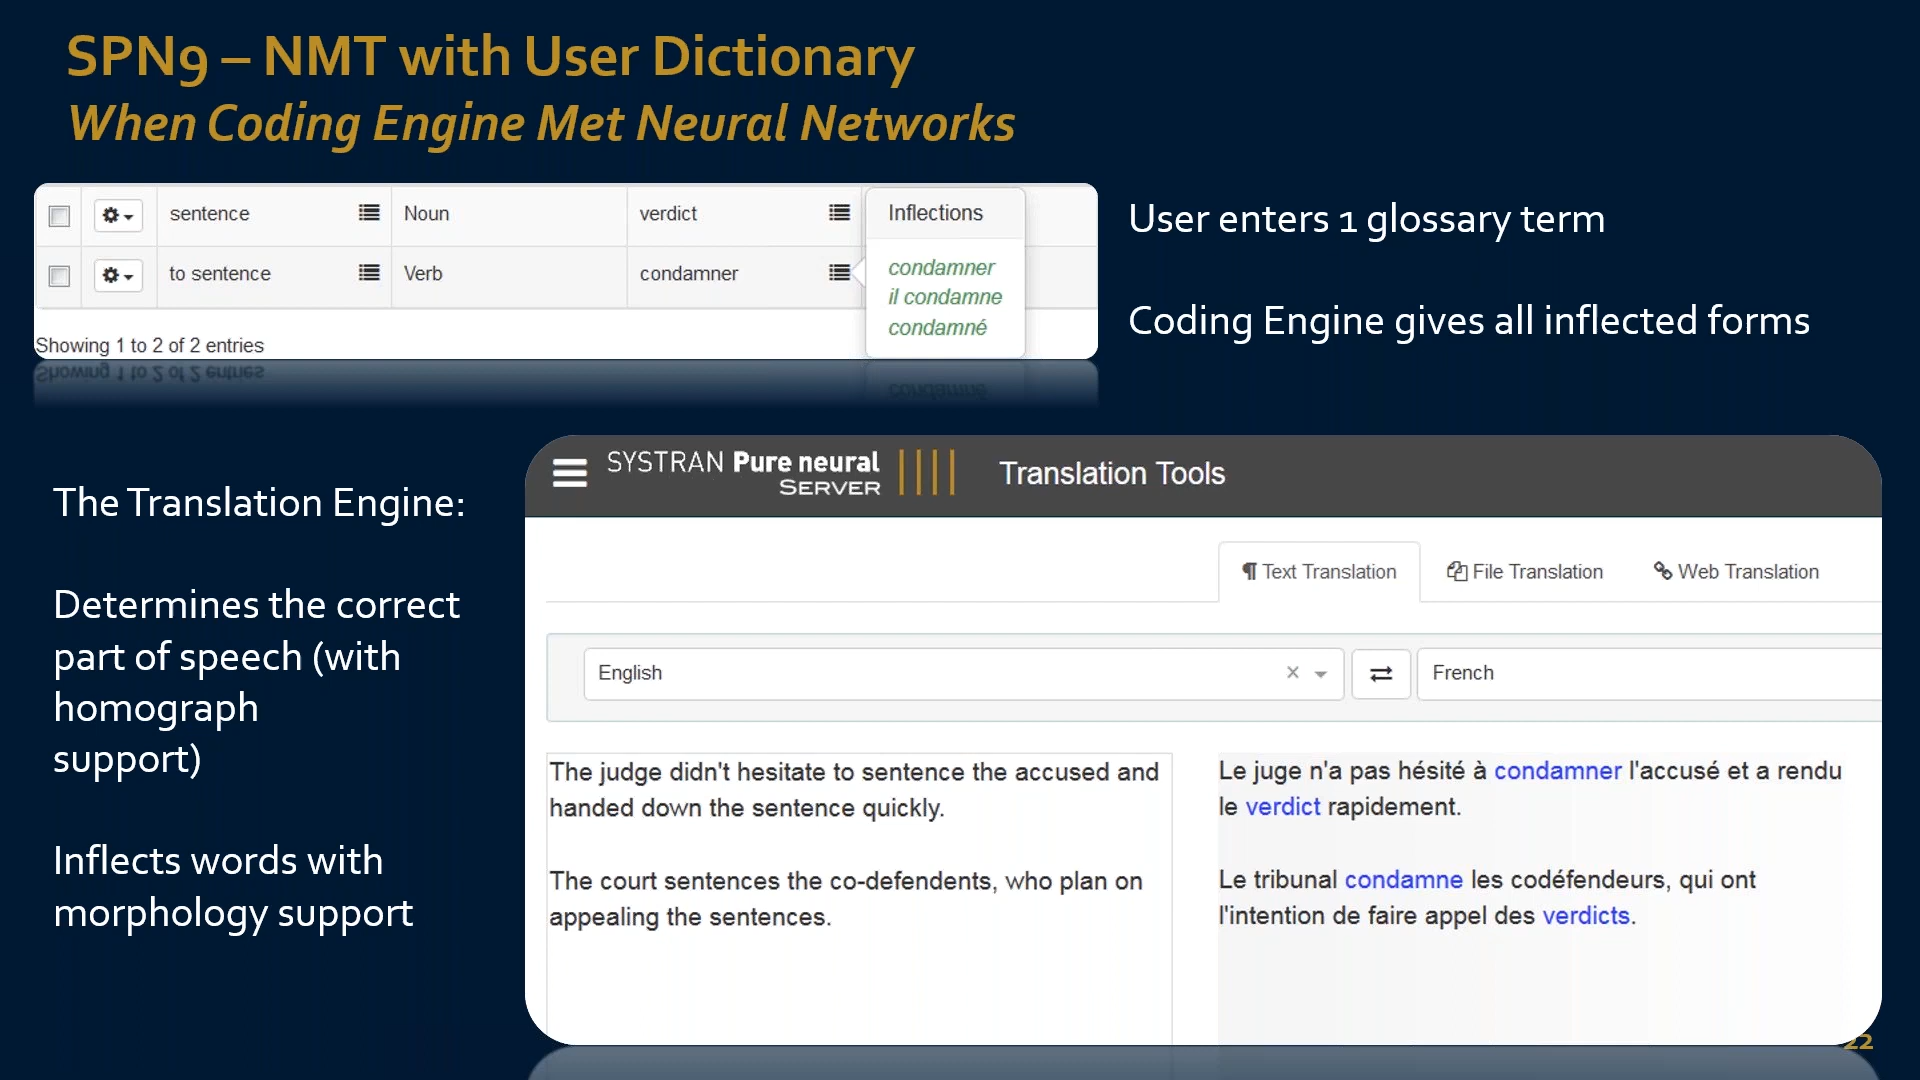 SPN9 – NMT with User Dictionary
When Coding Engine Met Neural Networks
sentence Noun verdict
to sentence Verb condamner
Showing 1 to 2 of 2 entries
Inflections
condamner
il condamne
condamné
User enters 1 glossary term
Coding Engine gives all inflected forms
The Translation Engine:
Determines the correct
part of speech (with
homograph
support)
Inflects words with
morphology support
SYSTRAN Pure neural
SERVER
Translation Tools
Text Translation File Translation Web Translation
English × French
The judge didn't hesitate to sentence the accused and
handed down the sentence quickly.
The court sentences the co-defendents, who plan on
appealing the sentences.
Le juge n'a pas hésité à condamner l'accusé et a rendu
le verdict rapidement.
Le tribunal condamne les codéfendeurs, qui ont
l'intention de faire appel des verdicts.
22